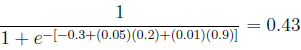 1 / (1 + e^{-[-0.3+(0.05)(0.2)+(0.01)(0.9)]}) = 0.43